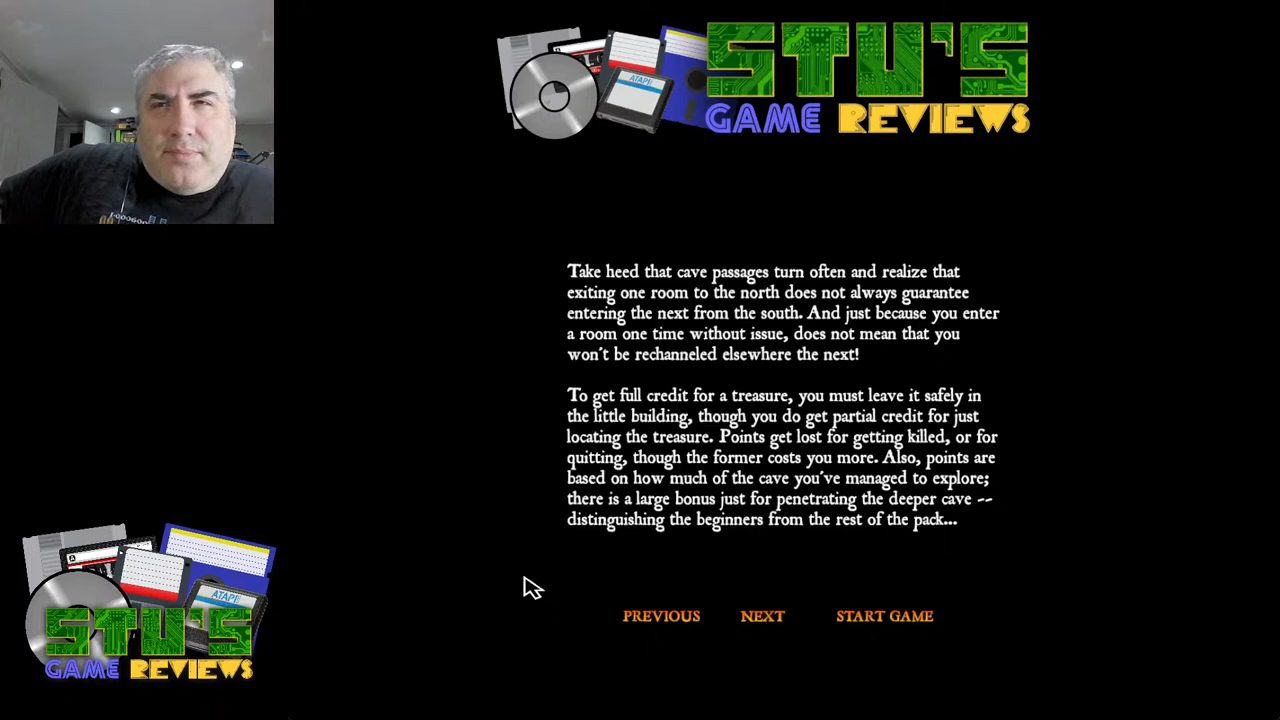 STU'S
GAME REVIEWS
ATARI
Take heed that cave passages turn often and realize that
exiting one room to the north does not always guarantee
entering the next from the south. And just because you enter
a room one time without issue, does not mean that you
won't be rechanneled elsewhere the next!
To get full credit for a treasure, you must leave it safely in
the little building, though you do get partial credit for just
locating the treasure. Points get lost for getting killed, or for
quitting, though the former costs you more. Also, points are
based on how much of the cave you've managed to explore;
there is a large bonus just for penetrating the deeper cave --
distinguishing the beginners from the rest of the pack...
PREVIOUS NEXT START GAME
ATARI
STU'S
GAME REVIEWS